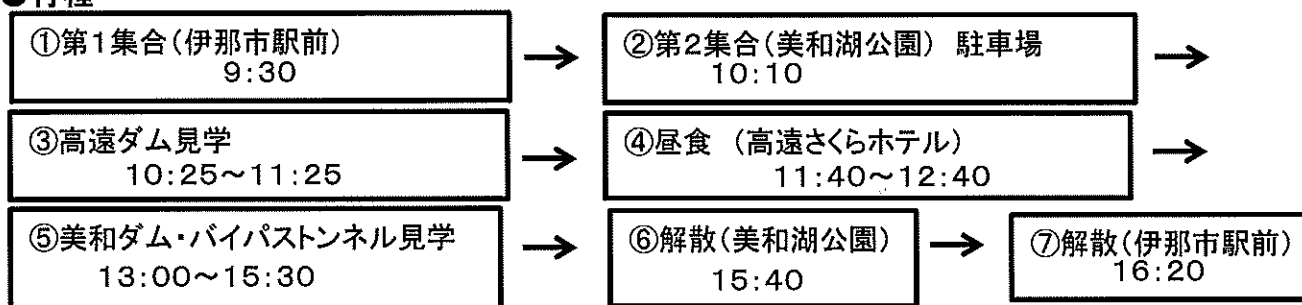 ●行程
①第1集合(伊那市駅前)
9:30
→
②第2集合(美和湖公園) 駐車場
10:10
→
③高遠ダム見学
10:25~11:25
→
④昼食 (高遠さくらホテル)
11:40~12:40
→
⑤美和ダム・バイパストンネル見学
13:00~15:30
→
⑥解散(美和湖公園)
15:40
→
⑦解散(伊那市駅前)
16:20